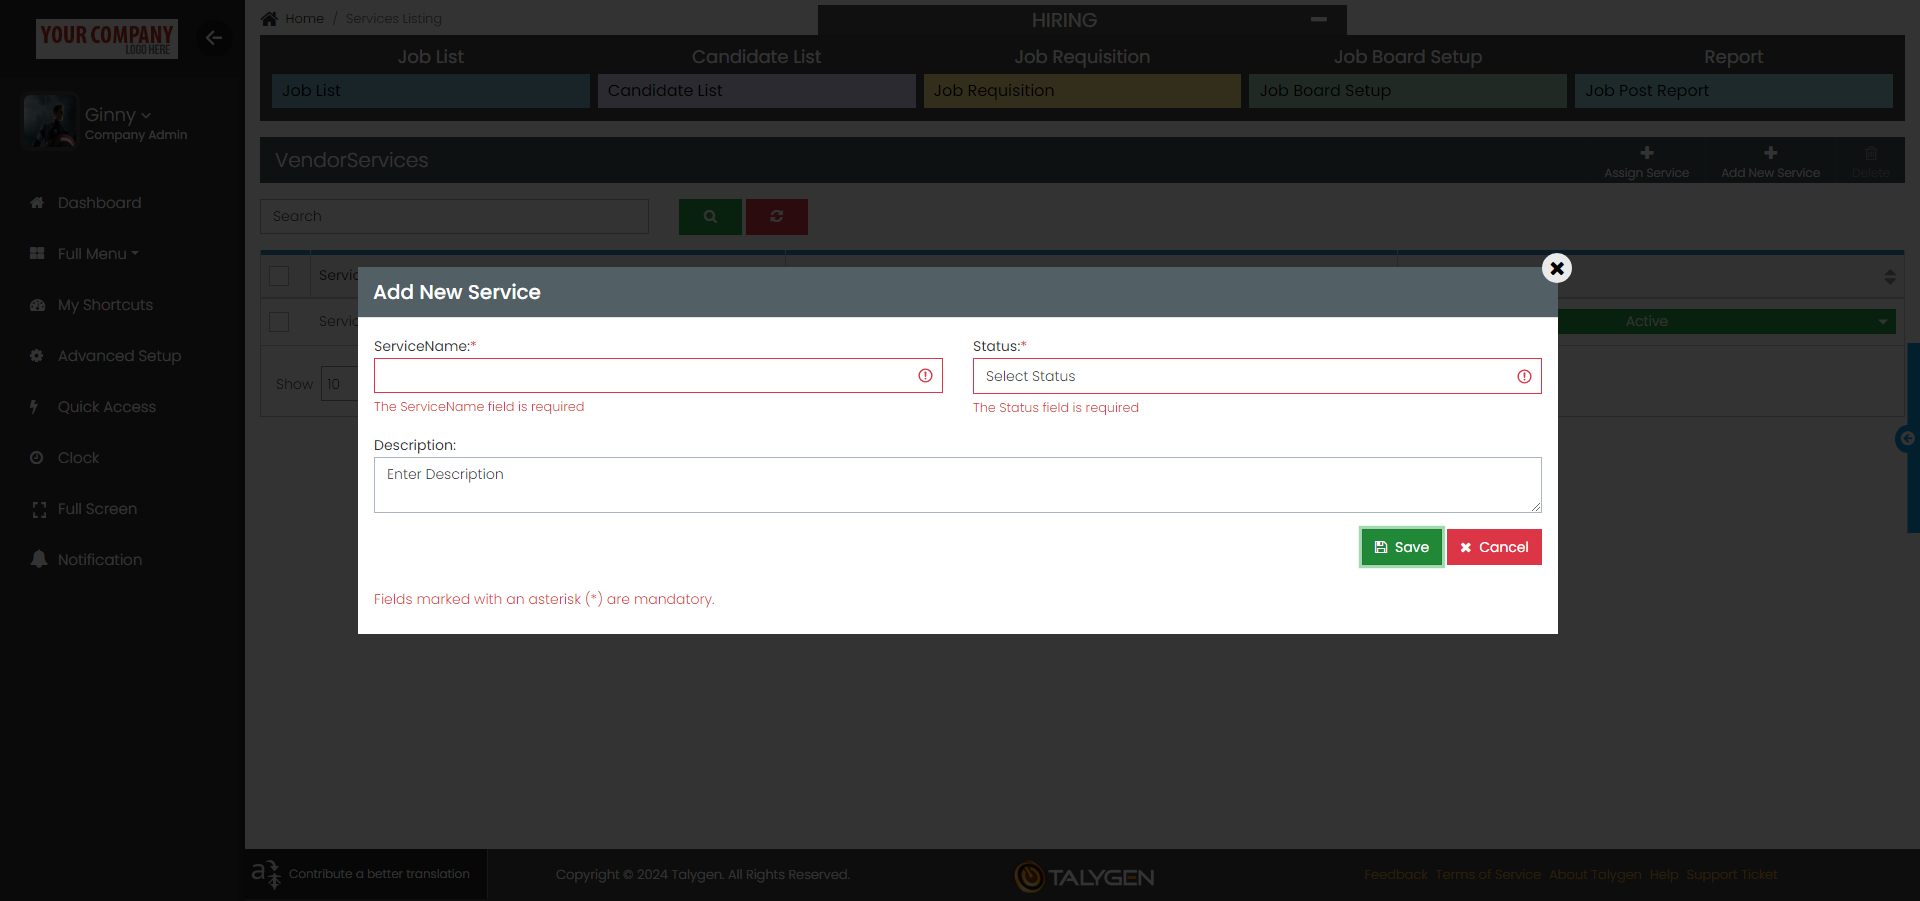 YOUR COMPANY
LOGO HERE
Home / Services Listing
HIRING
Job List
Candidate List
Job Requisition
Job Board Setup
Report
Job List
Candidate List
Job Requisition
Job Board Setup
Job Post Report
Ginny
Company Admin
VendorServices
Assign Service
Add New Service
Delete
Dashboard
Full Menu
My Shortcuts
Advanced Setup
Quick Access
Clock
Full Screen
Notification
Search
Active
Show 10
Add New Service
ServiceName:*
Status:*
Select Status
The ServiceName field is required
The Status field is required
Description:
Enter Description
Save
Cancel
Fields marked with an asterisk (*) are mandatory.
Contribute a better translation
Copyright © 2024 Talygen. All Rights Reserved.
TALYGEN
Feedback Terms of Service About Talygen Help Support Ticket